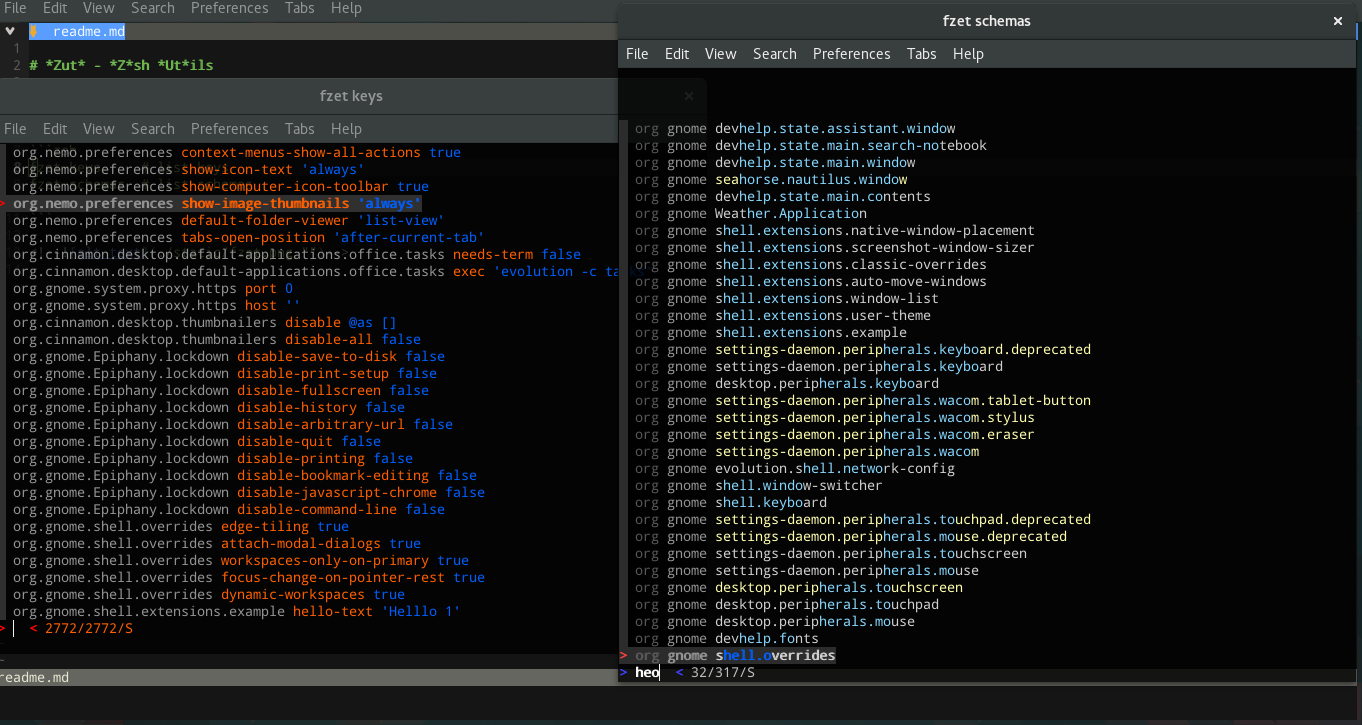 File Edit View Search Preferences Tabs Help
readme.md
1
2 # *Zut* - *Z*sh *Ut*ils
fzet keys
File Edit View Search Preferences Tabs Help
org.nemo.preferences context-menus-show-all-actions true
org.nemo.preferences show-icon-text 'always'
org.nemo.preferences show-computer-icon-toolbar true
> org.nemo.preferences show-image-thumbnails 'always'
org.nemo.preferences default-folder-viewer 'list-view'
org.nemo.preferences tabs-open-position 'after-current-tab'
org.cinnamon.desktop.default-applications.office.tasks needs-term false
org.cinnamon.desktop.default-applications.office.tasks exec 'evolution -c ta
org.gnome.system.proxy.https port 0
org.gnome.system.proxy.https host ''
org.cinnamon.desktop.thumbnailers disable @as []
org.cinnamon.desktop.thumbnailers disable-all false
org.gnome.Epiphany.lockdown disable-save-to-disk false
org.gnome.Epiphany.lockdown disable-print-setup false
org.gnome.Epiphany.lockdown disable-fullscreen false
org.gnome.Epiphany.lockdown disable-history false
org.gnome.Epiphany.lockdown disable-arbitrary-url false
org.gnome.Epiphany.lockdown disable-quit false
org.gnome.Epiphany.lockdown disable-printing false
org.gnome.Epiphany.lockdown disable-bookmark-editing false
org.gnome.Epiphany.lockdown disable-javascript-chrome false
org.gnome.Epiphany.lockdown disable-command-line false
org.gnome.shell.overrides edge-tiling true
org.gnome.shell.overrides attach-modal-dialogs true
org.gnome.shell.overrides workspaces-only-on-primary true
org.gnome.shell.overrides focus-change-on-pointer-rest true
org.gnome.shell.overrides dynamic-workspaces true
org.gnome.shell.extensions.example hello-text 'Helllo 1'
> < 2772/2772/S
~
readme.md
fzet schemas
File Edit View Search Preferences Tabs Help
org gnome devhelp.state.assistant.window
org gnome devhelp.state.main.search-notebook
org gnome devhelp.state.main.window
org gnome seahorse.nautilus.window
org gnome devhelp.state.main.contents
org gnome Weather.Application
org gnome shell.extensions.native-window-placement
org gnome shell.extensions.screenshot-window-sizer
org gnome shell.extensions.classic-overrides
org gnome shell.extensions.auto-move-windows
org gnome shell.extensions.window-list
org gnome shell.extensions.user-theme
org gnome shell.extensions.example
org gnome settings-daemon.peripherals.keyboard.deprecated
org gnome settings-daemon.peripherals.keyboard
org gnome desktop.peripherals.keyboard
org gnome settings-daemon.peripherals.wacom.tablet-button
org gnome settings-daemon.peripherals.wacom.stylus
org gnome settings-daemon.peripherals.wacom.eraser
org gnome settings-daemon.peripherals.wacom
org gnome evolution.shell.network-config
org gnome shell.window-switcher
org gnome shell.keyboard
org gnome settings-daemon.peripherals.touchpad.deprecated
org gnome settings-daemon.peripherals.mouse.deprecated
org gnome settings-daemon.peripherals.touchscreen
org gnome settings-daemon.peripherals.mouse
org gnome desktop.peripherals.touchscreen
org gnome desktop.peripherals.touchpad
org gnome desktop.peripherals.mouse
org gnome devhelp.fonts
> org gnome shell.overrides
> heo < 32/317/S